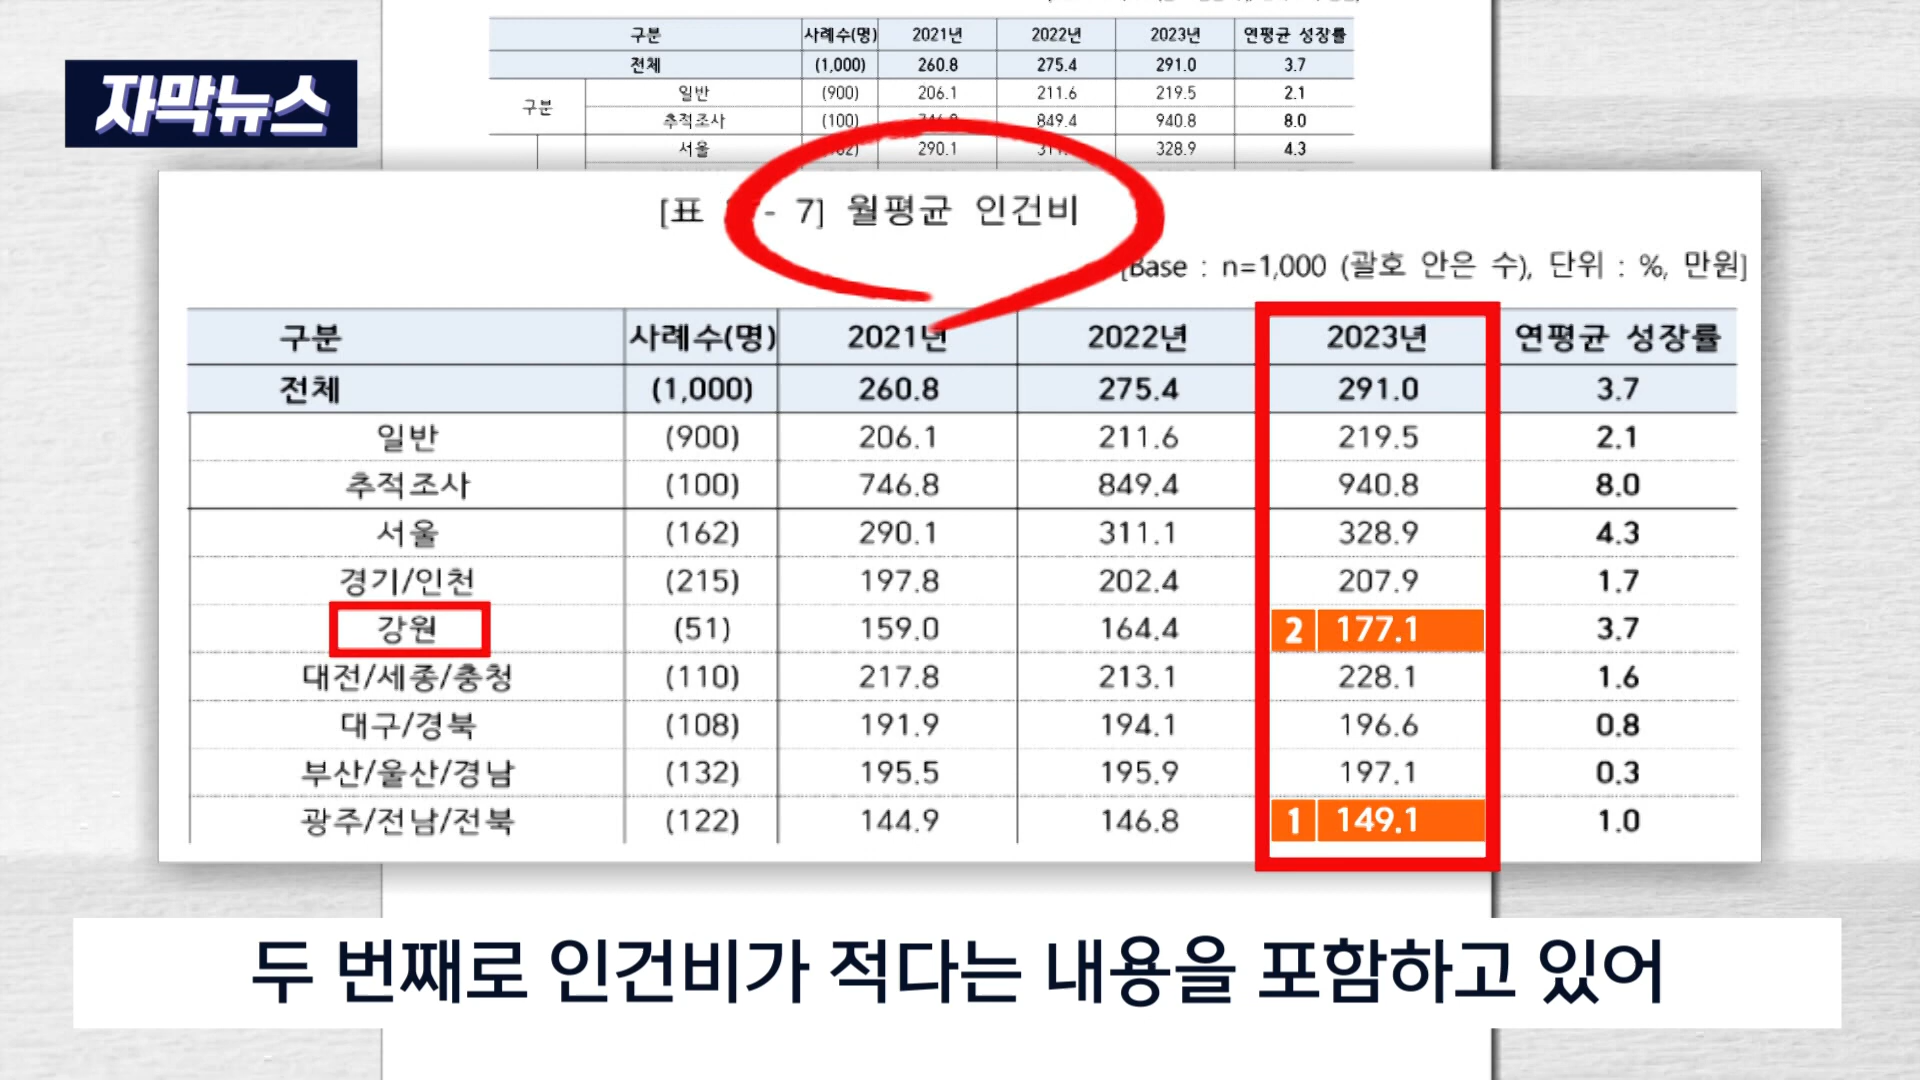 자막뉴스
구분 사례수(명) 2021년 2022년 2023년 연평균 성장률
전체 (1,000) 260.8 275.4 291.0 3.7
구분 일반 (900) 206.1 211.6 219.5 2.1
추적조사 (100) 849.4 940.8 8.0
서울 290.1 328.9 4.3
[표 - 7] 월평균 인건비
[Base : n=1,000 (괄호 안은 수), 단위 : %, 만원]
구분 사례수(명) 2021년 2022년 2023년 연평균 성장률
전체 (1,000) 260.8 275.4 291.0 3.7
일반 (900) 206.1 211.6 219.5 2.1
추적조사 (100) 746.8 849.4 940.8 8.0
서울 (162) 290.1 311.1 328.9 4.3
경기/인천 (215) 197.8 202.4 207.9 1.7
강원 (51) 159.0 164.4 2 177.1 3.7
대전/세종/충청 (110) 217.8 213.1 228.1 1.6
대구/경북 (108) 191.9 194.1 196.6 0.8
부산/울산/경남 (132) 195.5 195.9 197.1 0.3
광주/전남/전북 (122) 144.9 146.8 1 149.1 1.0
두 번째로 인건비가 적다는 내용을 포함하고 있어